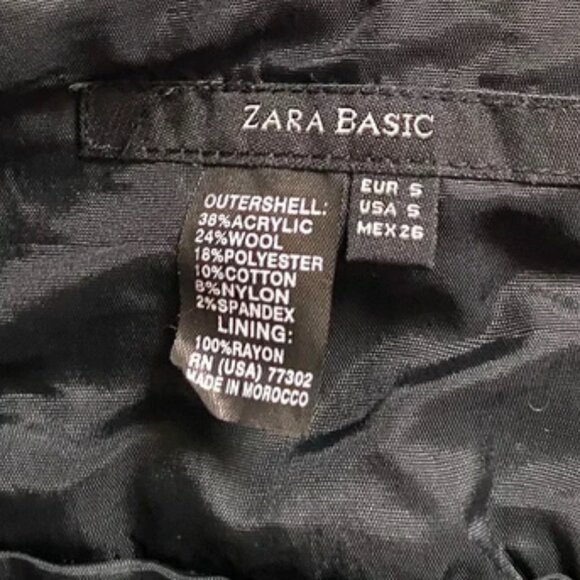 ZARA BASIC
EUR S
USA S
MEX 26
OUTERSHELL:
38%ACRYLIC
24%WOOL
18%POLYESTER
10%COTTON
8%NYLON
2%SPANDEX
LINING:
100%RAYON
RN (USA) 77302
MADE IN MOROCCO